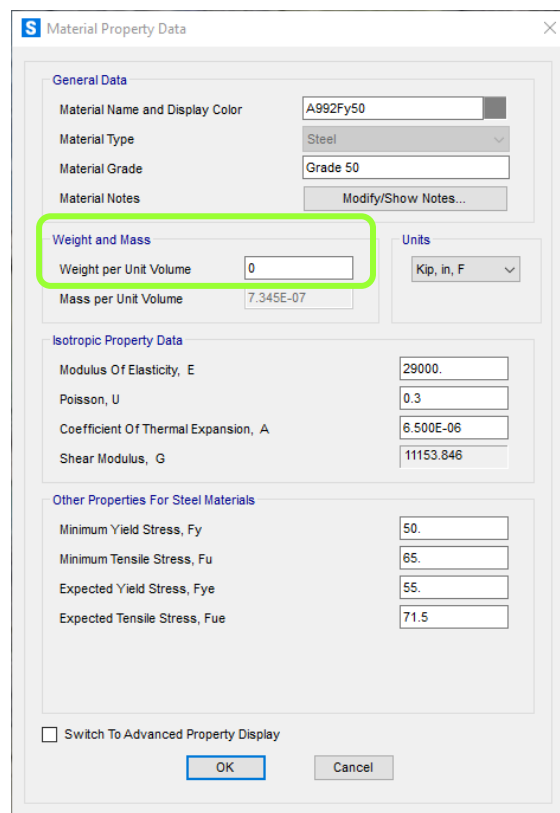 S Material Property Data
General Data
Material Name and Display Color A992Fy50
Material Type Steel
Material Grade Grade 50
Material Notes Modify/Show Notes...
Weight and Mass
Weight per Unit Volume 0
Mass per Unit Volume 7.345E-07
Units
Kip, in, F
Isotropic Property Data
Modulus Of Elasticity, E 29000.
Poisson, U 0.3
Coefficient Of Thermal Expansion, A 6.500E-06
Shear Modulus, G 11153.846
Other Properties For Steel Materials
Minimum Yield Stress, Fy 50.
Minimum Tensile Stress, Fu 65.
Expected Yield Stress, Fye 55.
Expected Tensile Stress, Fue 71.5
Switch To Advanced Property Display
OK Cancel